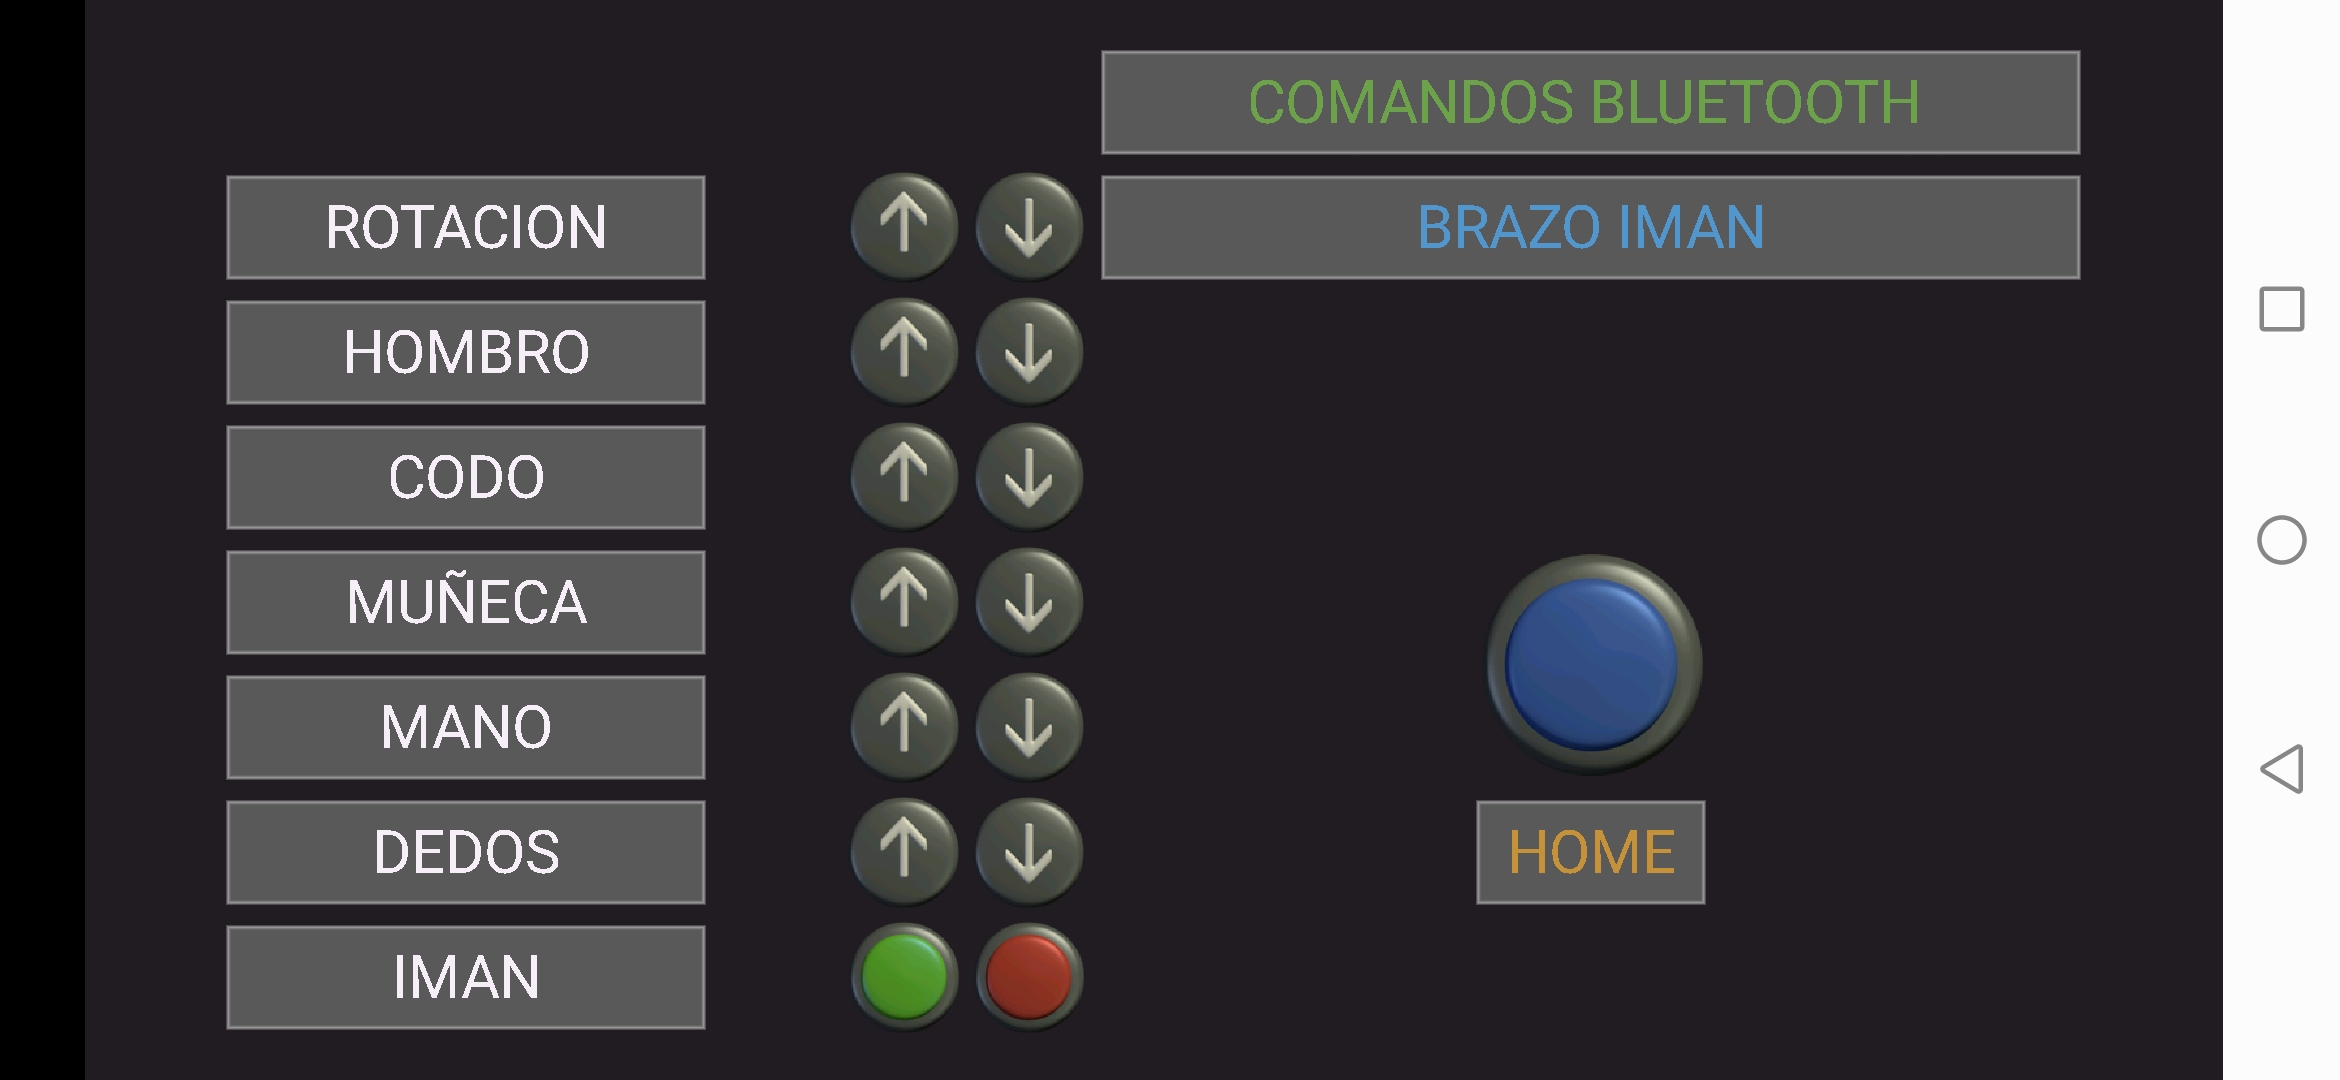 COMANDOS BLUETOOTH
ROTACION
BRAZO IMAN
HOMBRO
CODO
MUÑECA
MANO
DEDOS
HOME
IMAN